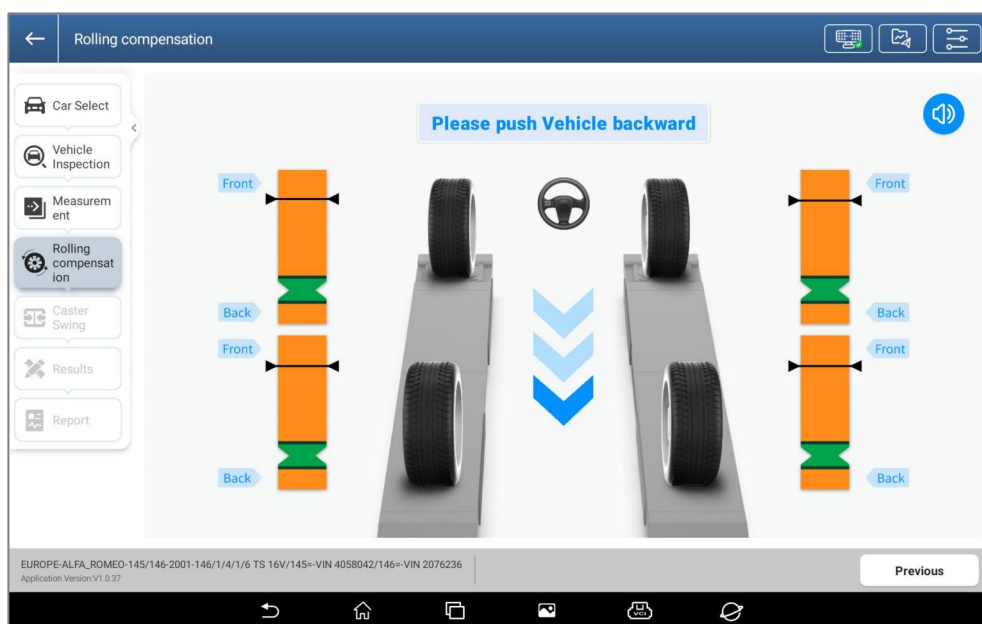 Rolling compensation
Car Select
Vehicle
Inspection
Measurem
ent
Rolling
compensat
ion
Caster
Swing
Results
Report
Please push Vehicle backward
Front
Front
Back
Back
Front
Front
Back
Back
EUROPE-ALFA_ROMEO-145/146-2001-146/1/4/1/6 TS 16V/145=-VIN 4058042/146=-VIN 2076236
Application Version:V1.0.37
Previous
VCI